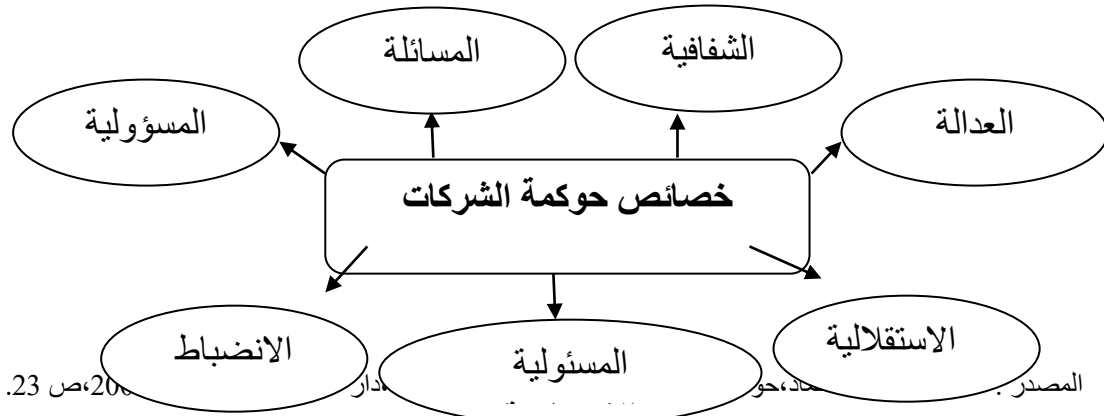 الشفافية
المسائلة
العدالة
المسؤولية
خصائص حوكمة الشركات
الاستقلالية
المسئولية
الانضباط
المصدر
ص 23.